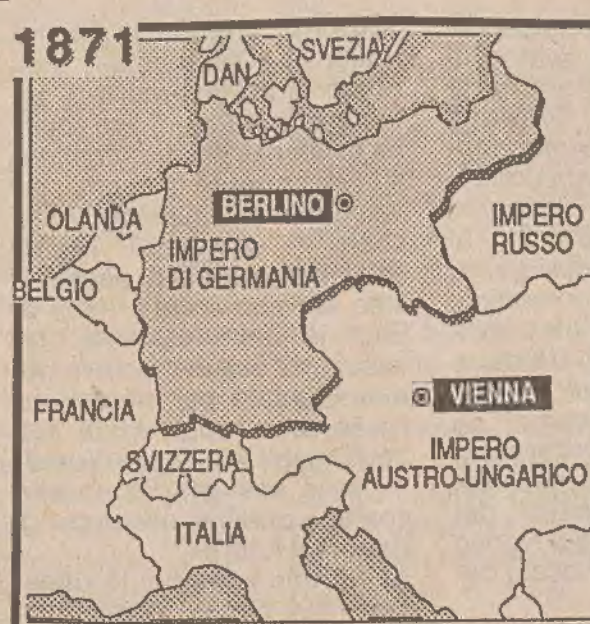 1871
SVEZIA
DAN
BERLINO
OLANDA
IMPERO
RUSSO
IMPERO
DI GERMANIA
BELGIO
VIENNA
FRANCIA
IMPERO
AUSTRO-UNGARICO
SVIZZERA
ITALIA